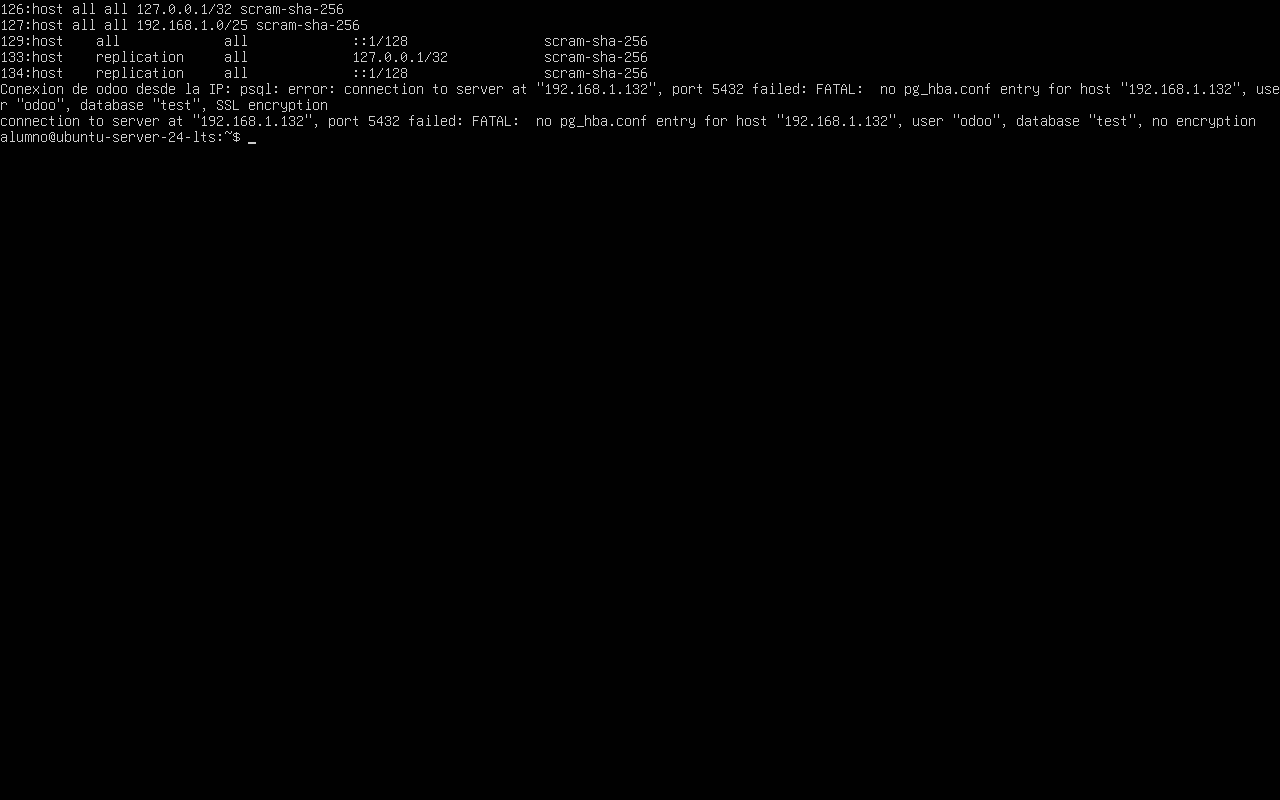 126:host all all 127.0.0.1/32 scram-sha-256
127:host all all 192.168.1.0/25 scram-sha-256
129:host    all             all             ::1/128                 scram-sha-256
133:host    replication     all             127.0.0.1/32            scram-sha-256
134:host    replication     all             ::1/128                 scram-sha-256
Conexion de odoo desde la IP: psql: error: connection to server at "192.168.1.132", port 5432 failed: FATAL:  no pg_hba.conf entry for host "192.168.1.132", use
r "odoo", database "test", SSL encryption
connection to server at "192.168.1.132", port 5432 failed: FATAL:  no pg_hba.conf entry for host "192.168.1.132", user "odoo", database "test", no encryption
alumno@ubuntu-server-24-lts:~$ _